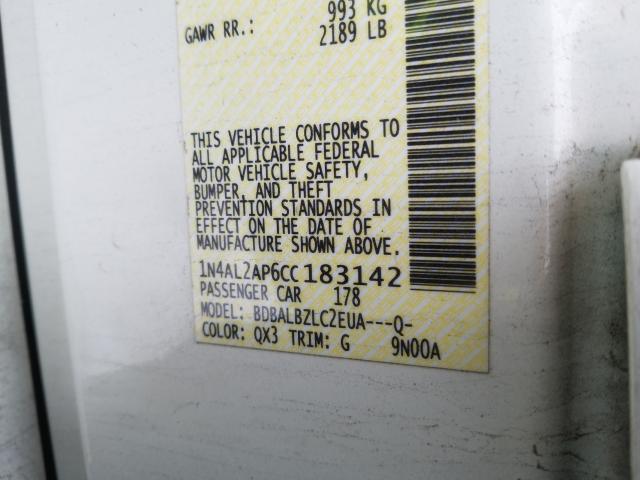 993 KG
GAWR RR.: 2189 LB
THIS VEHICLE CONFORMS TO
ALL APPLICABLE FEDERAL
MOTOR VEHICLE SAFETY,
BUMPER, AND THEFT
PREVENTION STANDARDS IN
EFFECT ON THE DATE OF
MANUFACTURE SHOWN ABOVE.
1N4AL2AP6CC183142
PASSENGER CAR 178
MODEL: BDBALBZLC2EUA---Q-
COLOR: QX3 TRIM: G 9N00A